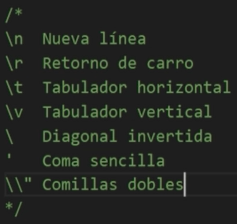 /*
\n  Nueva línea
\r  Retorno de carro
\t  Tabulador horizontal
\v  Tabulador vertical
\   Diagonal invertida
'   Coma sencilla
\\" Comillas dobles
*/